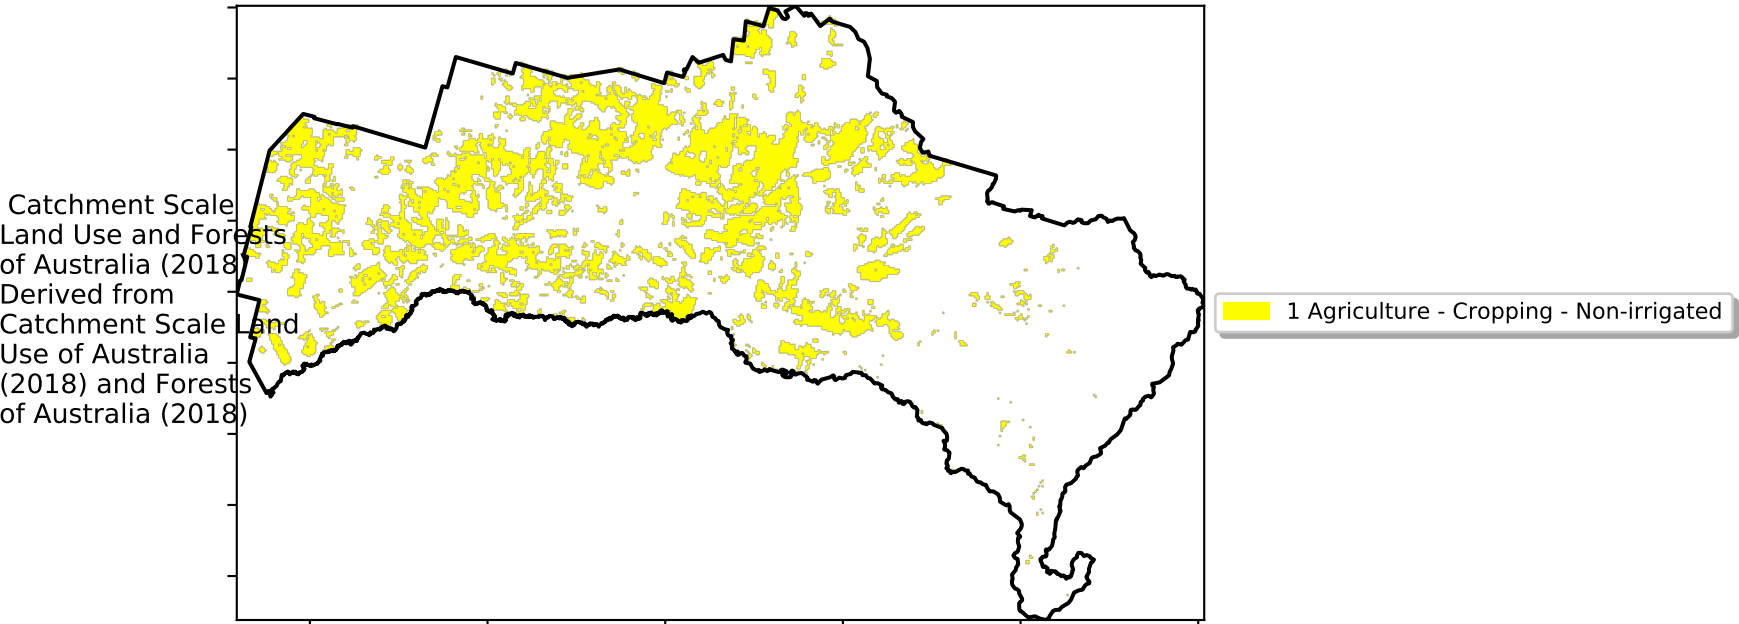 Catchment Scale
Land Use and Forests
of Australia (2018)
Derived from
Catchment Scale Land
Use of Australia
(2018) and Forests
of Australia (2018)
1 Agriculture - Cropping - Non-irrigated